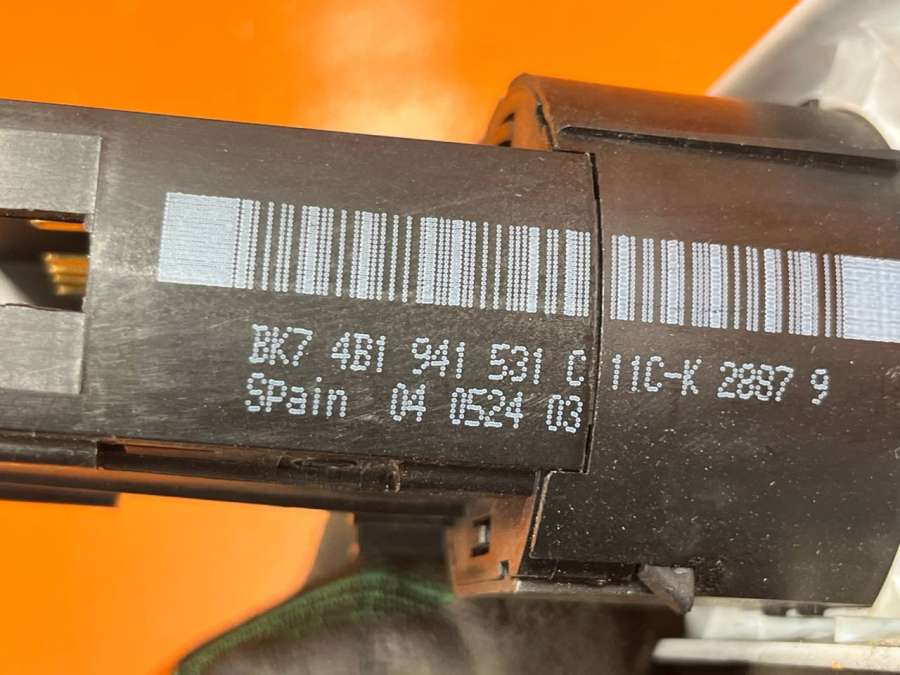 BK7 4B1 941 531 C 11C-K 2887 9
SPain 04 0524 03